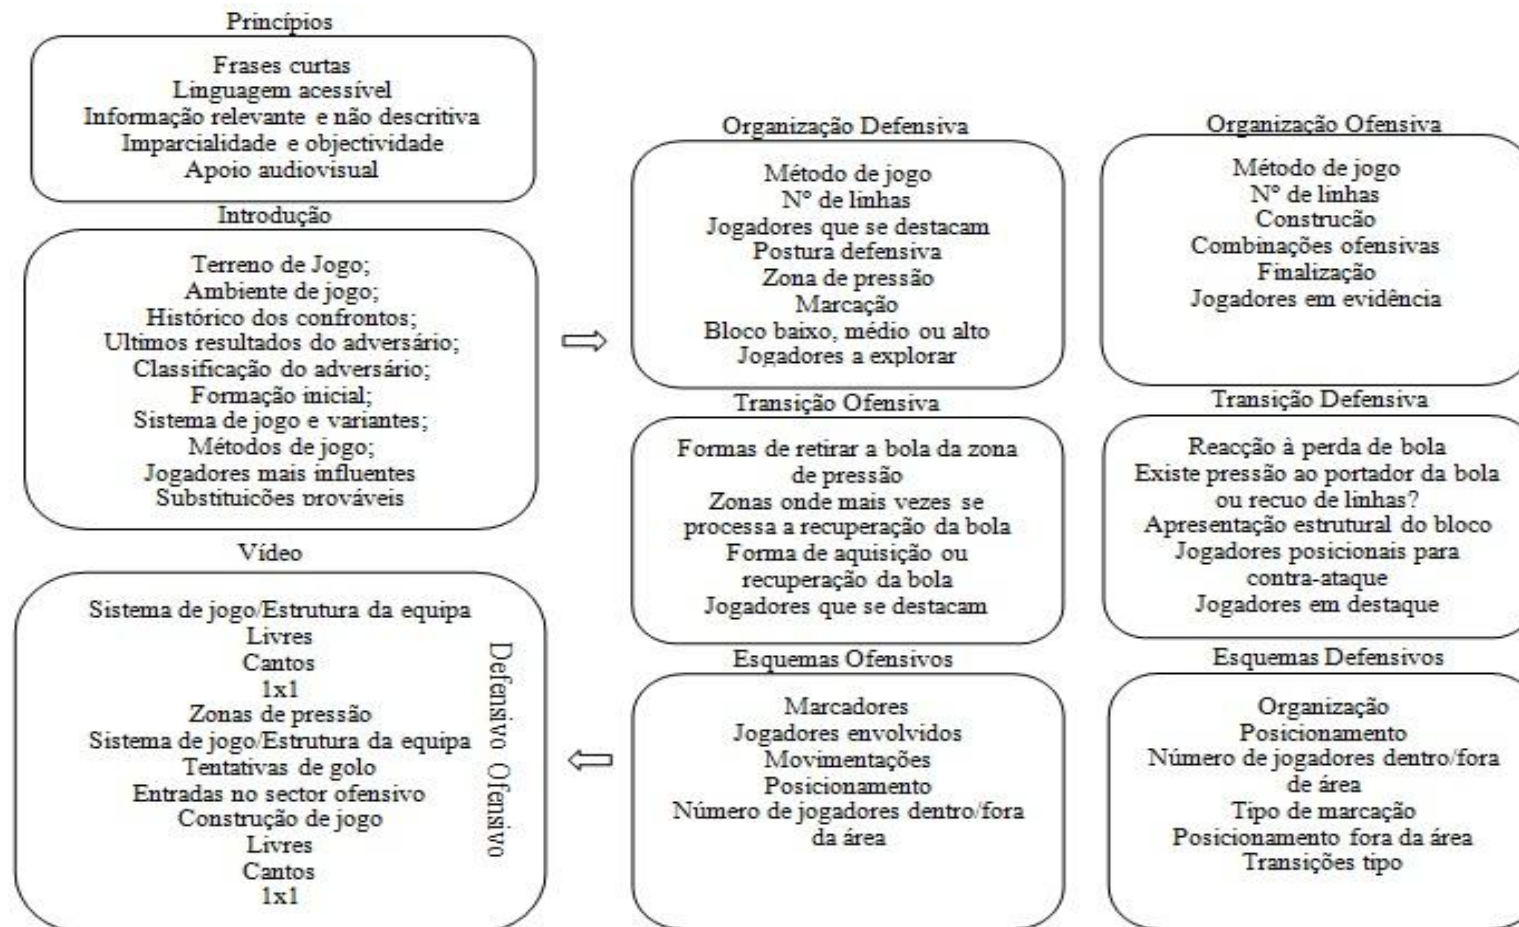 Princípios
Frases curtas
Linguagem acessível
Informação relevante e não descritiva
Imparcialidade e objectividade
Apoio audiovisual
Introdução
Terreno de Jogo;
Ambiente de jogo;
Histórico dos confrontos;
Ultimos resultados do adversário;
Classificação do adversário;
Formação inicial;
Sistema de jogo e variantes;
Métodos de jogo;
Jogadores mais influentes
Substituições prováveis
Vídeo
Sistema de jogo/Estrutura da equipa
Livres
Cantos
1x1
Zonas de pressão
Sistema de jogo/Estrutura da equipa
Tentativas de golo
Entradas no sector ofensivo
Construção de jogo
Livres
Cantos
1x1
Defensivo Ofensivo
Organização Defensiva
Método de jogo
Nº de linhas
Jogadores que se destacam
Postura defensiva
Zona de pressão
Marcação
Bloco baixo, médio ou alto
Jogadores a explorar
Transição Ofensiva
Formas de retirar a bola da zona
de pressão
Zonas onde mais vezes se
processa a recuperação da bola
Forma de aquisição ou
recuperação da bola
Jogadores que se destacam
Esquemas Ofensivos
Marcadores
Jogadores envolvidos
Movimentações
Posicionamento
Número de jogadores dentro/fora
da área
Organização Ofensiva
Método de jogo
Nº de linhas
Construcão
Combinações ofensivas
Finalização
Jogadores em evidência
Transição Defensiva
Reacção à perda de bola
Existe pressão ao portador da bola
ou recuo de linhas?
Apresentação estrutural do bloco
Jogadores posicionais para
contra-ataque
Jogadores em destaque
Esquemas Defensivos
Organização
Posicionamento
Número de jogadores dentro/fora
de área
Tipo de marcação
Posicionamento fora da área
Transições tipo